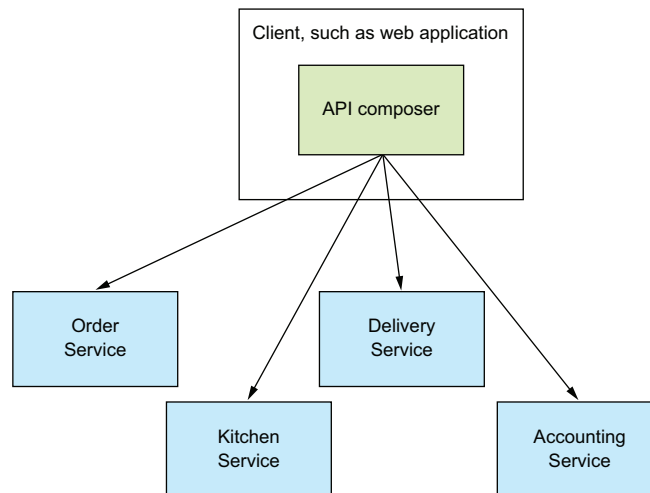 Client, such as web application
API composer
Order
Service
Delivery
Service
Kitchen
Service
Accounting
Service